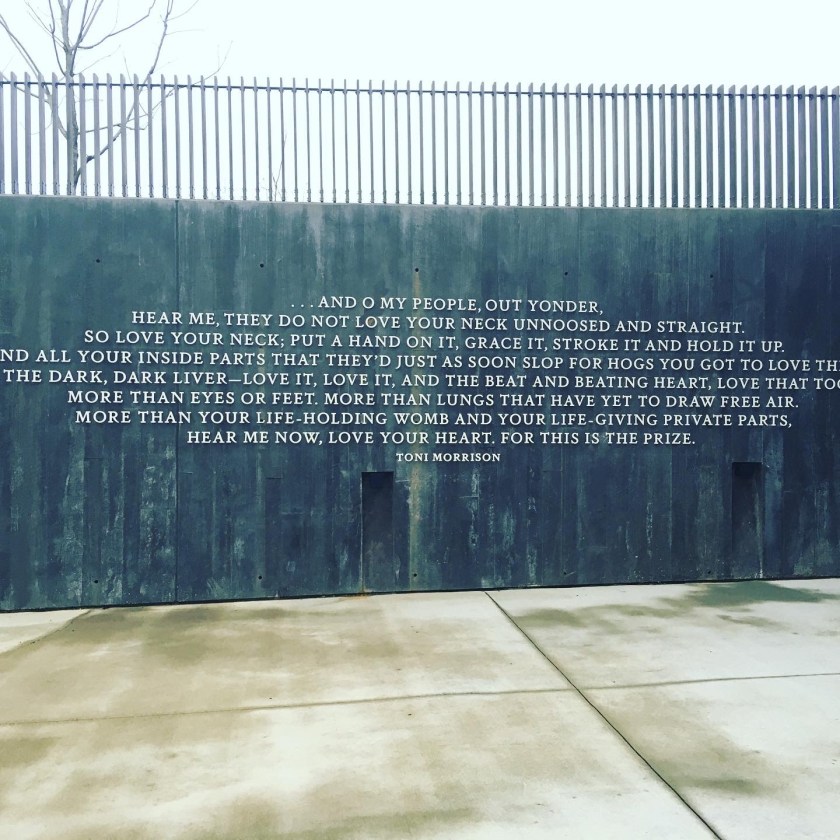 ...AND O MY PEOPLE, OUT YONDER,
HEAR ME, THEY DO NOT LOVE YOUR NECK UNNOOSED AND STRAIGHT.
SO LOVE YOUR NECK; PUT A HAND ON IT, GRACE IT, STROKE IT AND HOLD IT UP.
ND ALL YOUR INSIDE PARTS THAT THEY'D JUST AS SOON SLOP FOR HOGS YOU GOT TO LOVE TH
THE DARK, DARK LIVER—LOVE IT, LOVE IT, AND THE BEAT AND BEATING HEART, LOVE THAT TOO
MORE THAN EYES OR FEET. MORE THAN LUNGS THAT HAVE YET TO DRAW FREE AIR.
MORE THAN YOUR LIFE-HOLDING WOMB AND YOUR LIFE-GIVING PRIVATE PARTS,
HEAR ME NOW, LOVE YOUR HEART. FOR THIS IS THE PRIZE.
TONI MORRISON